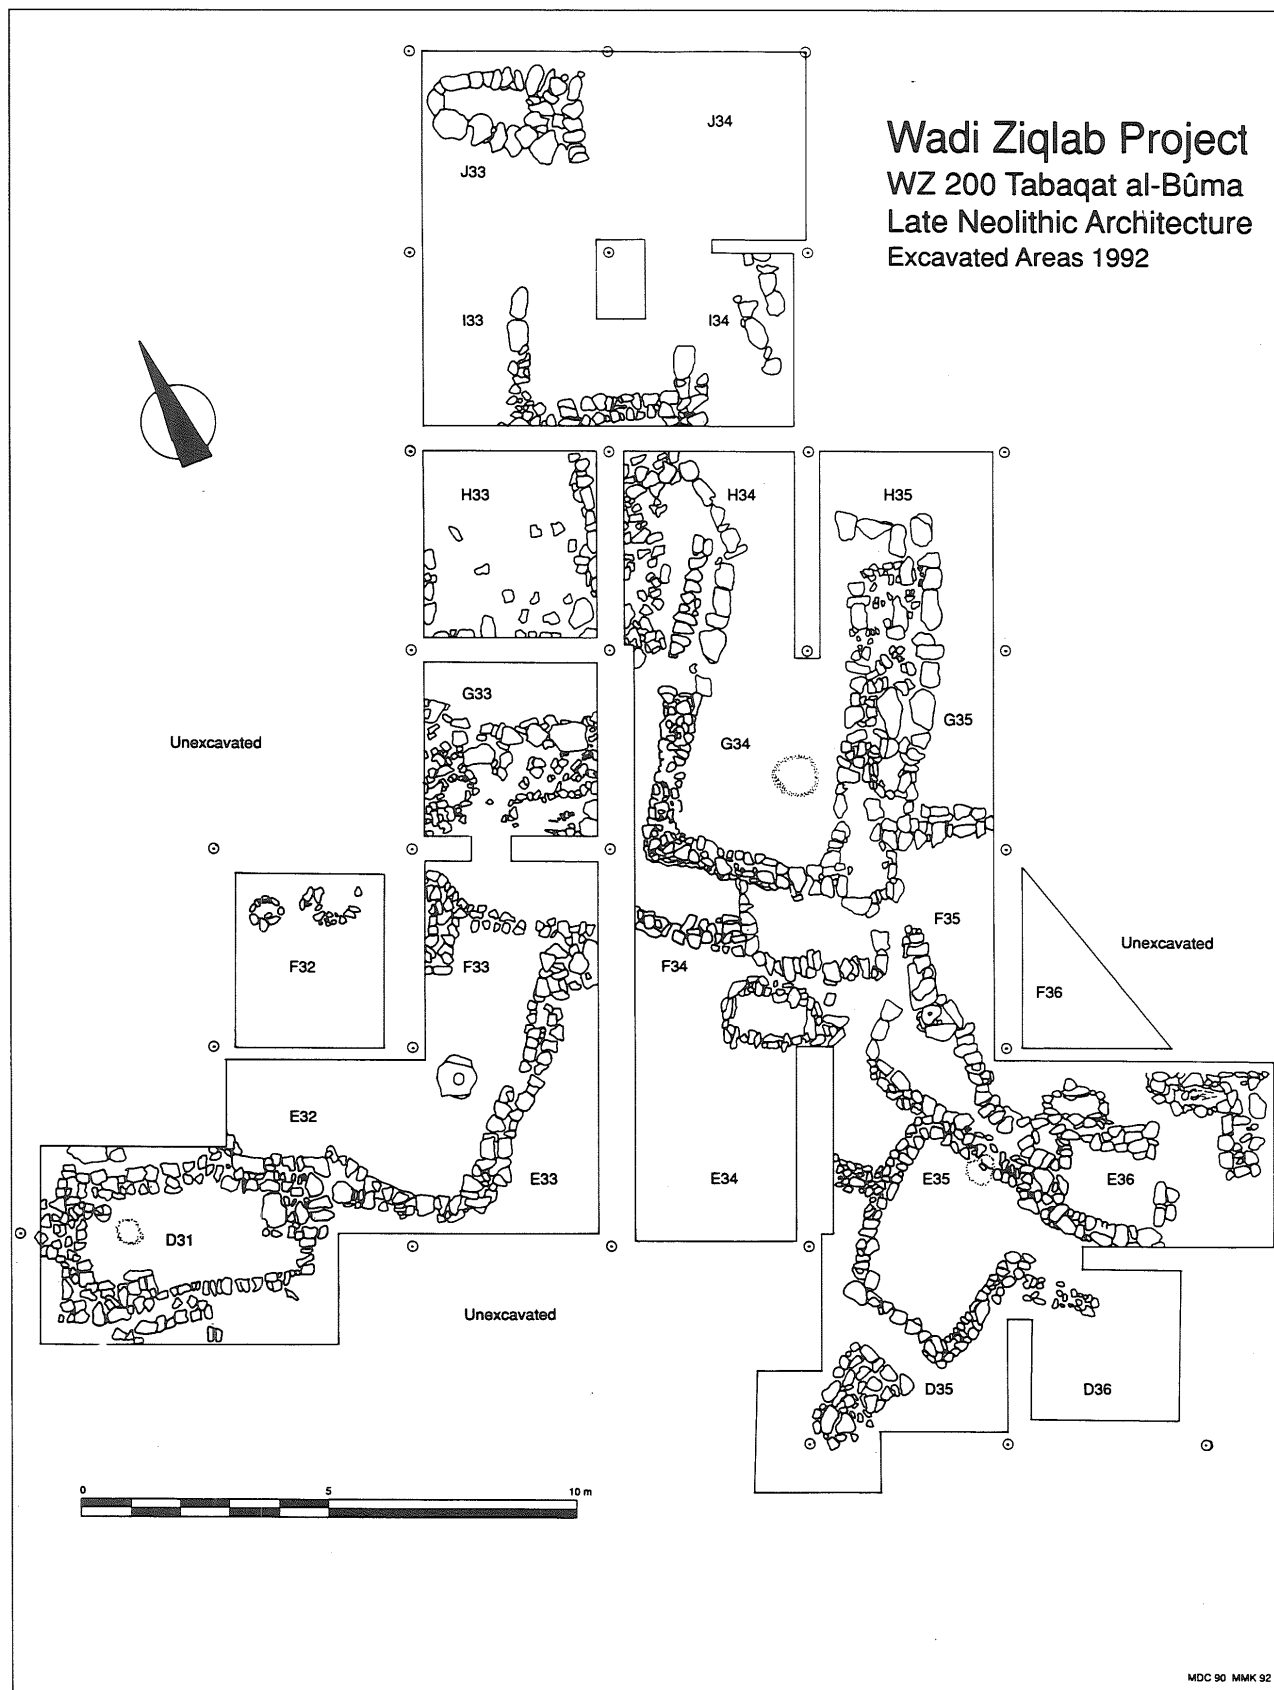 Wadi Ziqlab Project
WZ 200 Tabaqat al-Bûma
Late Neolithic Architecture
Excavated Areas 1992
J34
J33
I33
I34
H33
H34
H35
G33
G34
G35
Unexcavated
F32
F33
F34
F35
F36
Unexcavated
E32
E33
E34
E35
E36
D31
Unexcavated
D35
D36
0
5
10 m
MDC 90 MMK 92